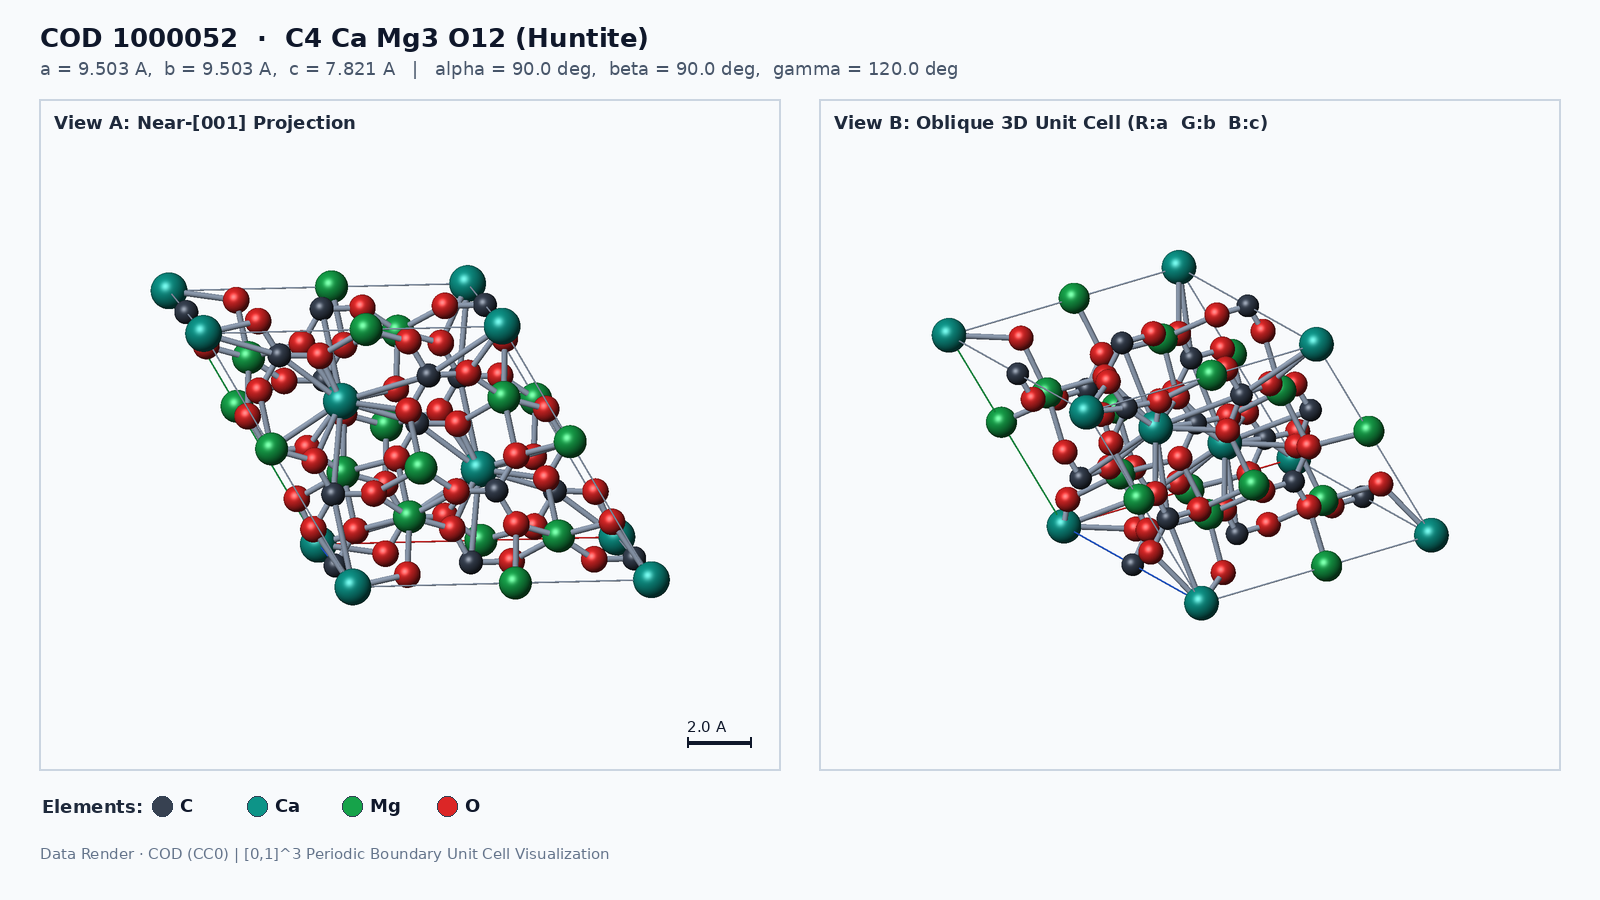 COD 1000052 · C4 Ca Mg3 O12 (Huntite)
a = 9.503 A, b = 9.503 A, c = 7.821 A | alpha = 90.0 deg, beta = 90.0 deg, gamma = 120.0 deg
View A: Near-[001] Projection
View B: Oblique 3D Unit Cell (R:a G:b B:c)
2.0 A
Elements: C Ca Mg O
Data Render · COD (CC0) | [0,1]^3 Periodic Boundary Unit Cell Visualization